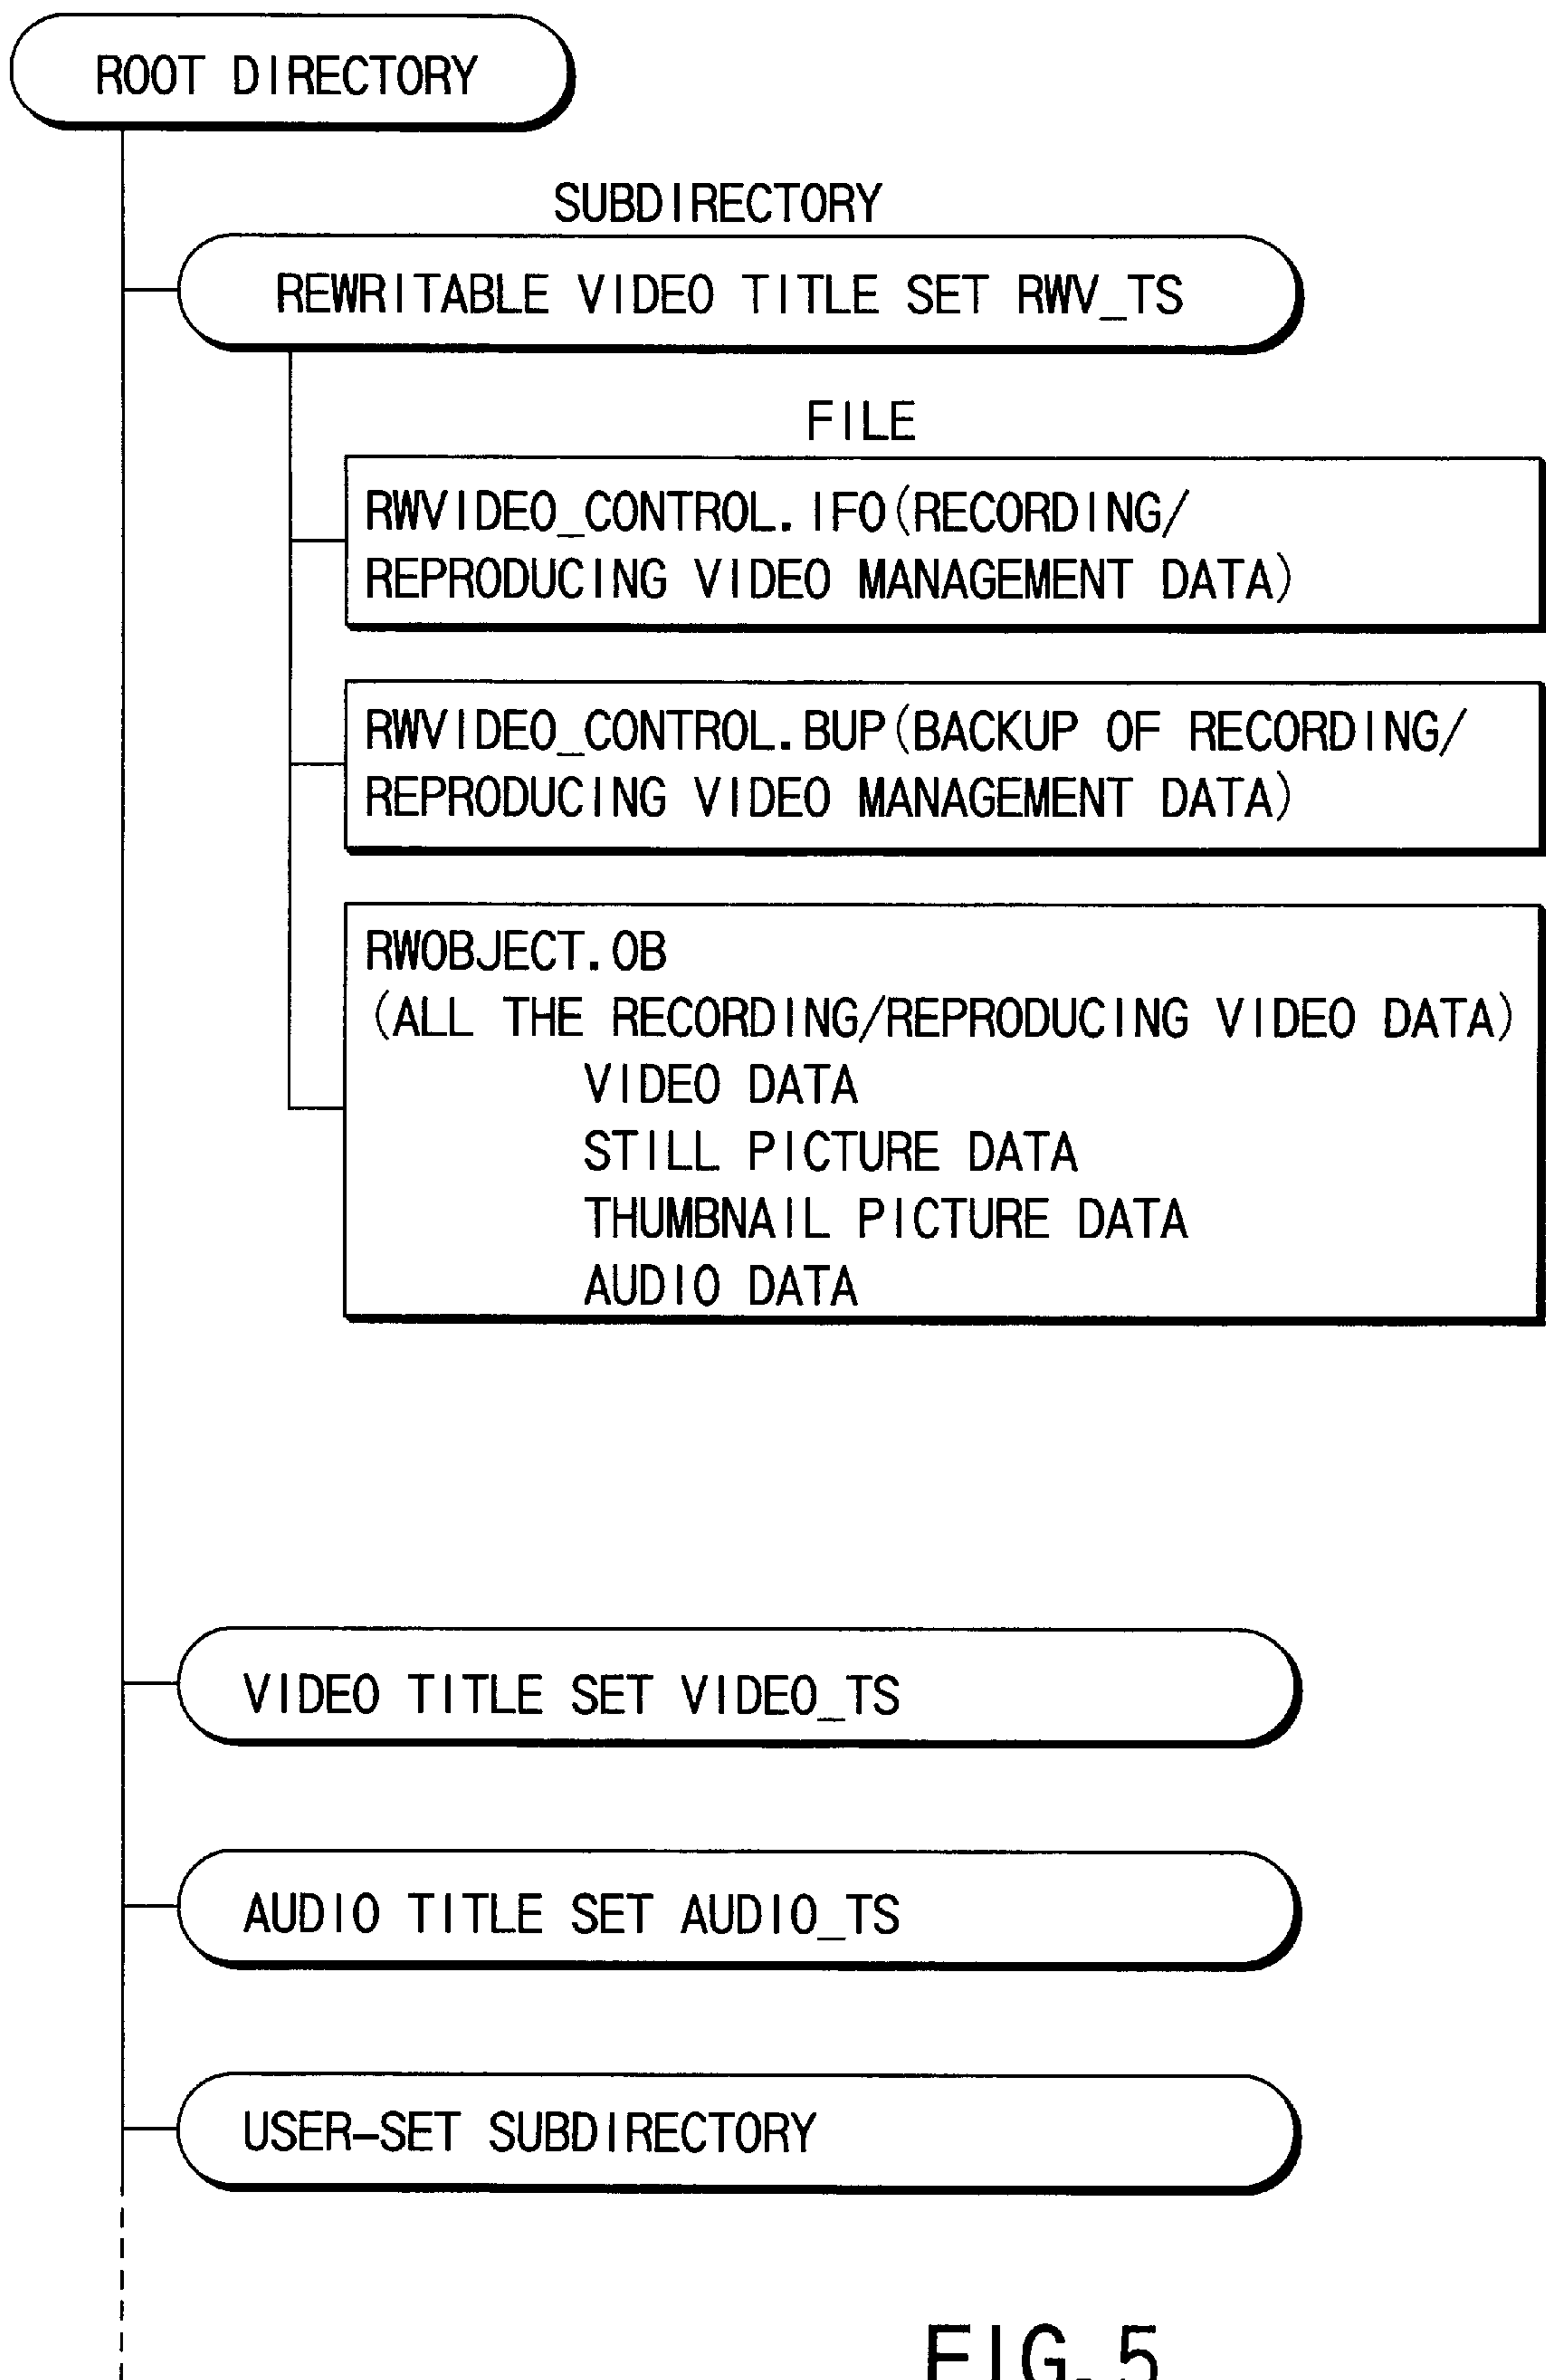 ROOT DIRECTORY
SUBDIRECTORY
REWRITABLE VIDEO TITLE SET RWV_TS
FILE
RWVIDEO_CONTROL.IFO(RECORDING/
REPRODUCING VIDEO MANAGEMENT DATA)
RWVIDEO_CONTROL.BUP(BACKUP OF RECORDING/
REPRODUCING VIDEO MANAGEMENT DATA)
RWOBJECT.OB
(ALL THE RECORDING/REPRODUCING VIDEO DATA)
VIDEO DATA
STILL PICTURE DATA
THUMBNAIL PICTURE DATA
AUDIO DATA
VIDEO TITLE SET VIDEO_TS
AUDIO TITLE SET AUDIO_TS
USER-SET SUBDIRECTORY
FIG. 5